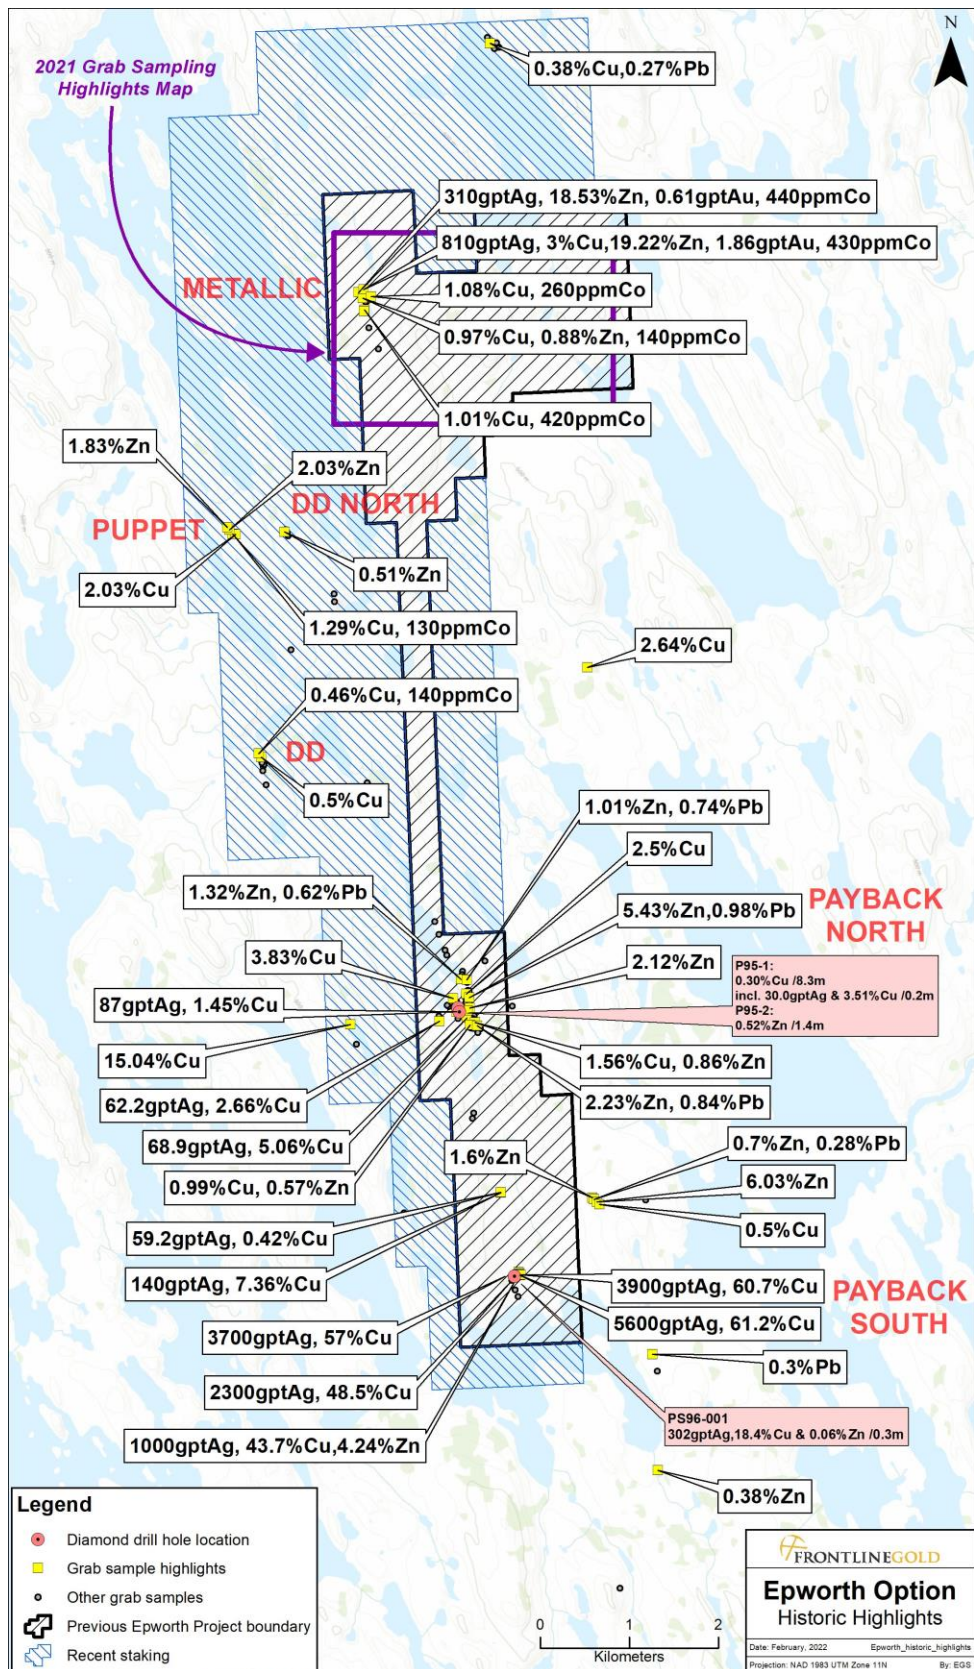 N
2021 Grab Sampling
Highlights Map
0.38%Cu,0.27%Pb
310gptAg, 18.53%Zn, 0.61gptAu, 440ppmCo
810gptAg, 3%Cu,19.22%Zn, 1.86gptAu, 430ppmCo
METALLIC
1.08%Cu, 260ppmCo
0.97%Cu, 0.88%Zn, 140ppmCo
1.01%Cu, 420ppmCo
1.83%Zn
2.03%Zn
DD NORTH
PUPPET
0.51%Zn
2.03%Cu
1.29%Cu, 130ppmCo
2.64%Cu
0.46%Cu, 140ppmCo
DD
0.5%Cu
1.01%Zn, 0.74%Pb
2.5%Cu
1.32%Zn, 0.62%Pb
5.43%Zn,0.98%Pb
PAYBACK
NORTH
3.83%Cu
2.12%Zn
P95-1:
0.30%Cu /8.3m
incl. 30.0gptAg & 3.51%Cu /0.2m
P95-2:
0.52%Zn /1.4m
87gptAg, 1.45%Cu
15.04%Cu
1.56%Cu, 0.86%Zn
62.2gptAg, 2.66%Cu
2.23%Zn, 0.84%Pb
68.9gptAg, 5.06%Cu
0.7%Zn, 0.28%Pb
1.6%Zn
0.99%Cu, 0.57%Zn
6.03%Zn
0.5%Cu
59.2gptAg, 0.42%Cu
140gptAg, 7.36%Cu
3900gptAg, 60.7%Cu
PAYBACK
SOUTH
5600gptAg, 61.2%Cu
3700gptAg, 57%Cu
0.3%Pb
2300gptAg, 48.5%Cu
PS96-001
302gptAg,18.4%Cu & 0.06%Zn /0.3m
1000gptAg, 43.7%Cu,4.24%Zn
0.38%Zn
Legend
Diamond drill hole location
Grab sample highlights
Other grab samples
Previous Epworth Project boundary
Recent staking
0 1 2
Kilometers
FRONTLINEGOLD
Epworth Option
Historic Highlights
Date: February, 2022 Epworth_historic_highlights
Projection: NAD 1983 UTM Zone 11N By: EGS